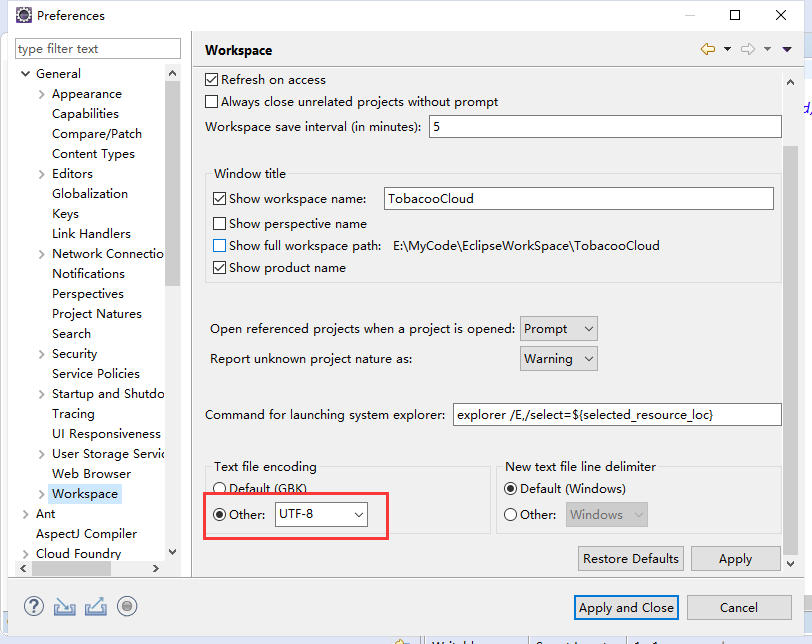 Preferences
type filter text
Workspace
General
Appearance
Capabilities
Compare/Patch
Content Types
Editors
Globalization
Keys
Link Handlers
Network Connectio
Notifications
Perspectives
Project Natures
Search
Security
Service Policies
Startup and Shutdo
Tracing
UI Responsiveness
User Storage Servic
Web Browser
Workspace
Ant
AspectJ Compiler
Cloud Foundry
Refresh on access
Always close unrelated projects without prompt
Workspace save interval (in minutes): 5
Window title
Show workspace name: TobacooCloud
Show perspective name
Show full workspace path: E:\MyCode\EclipseWorkSpace\TobacooCloud
Show product name
Open referenced projects when a project is opened: Prompt
Report unknown project nature as: Warning
Command for launching system explorer: explorer /E,/select=${selected_resource_loc}
Text file encoding
Default (GBK)
Other: UTF-8
New text file line delimiter
Default (Windows)
Other: Windows
Restore Defaults Apply
Apply and Close Cancel